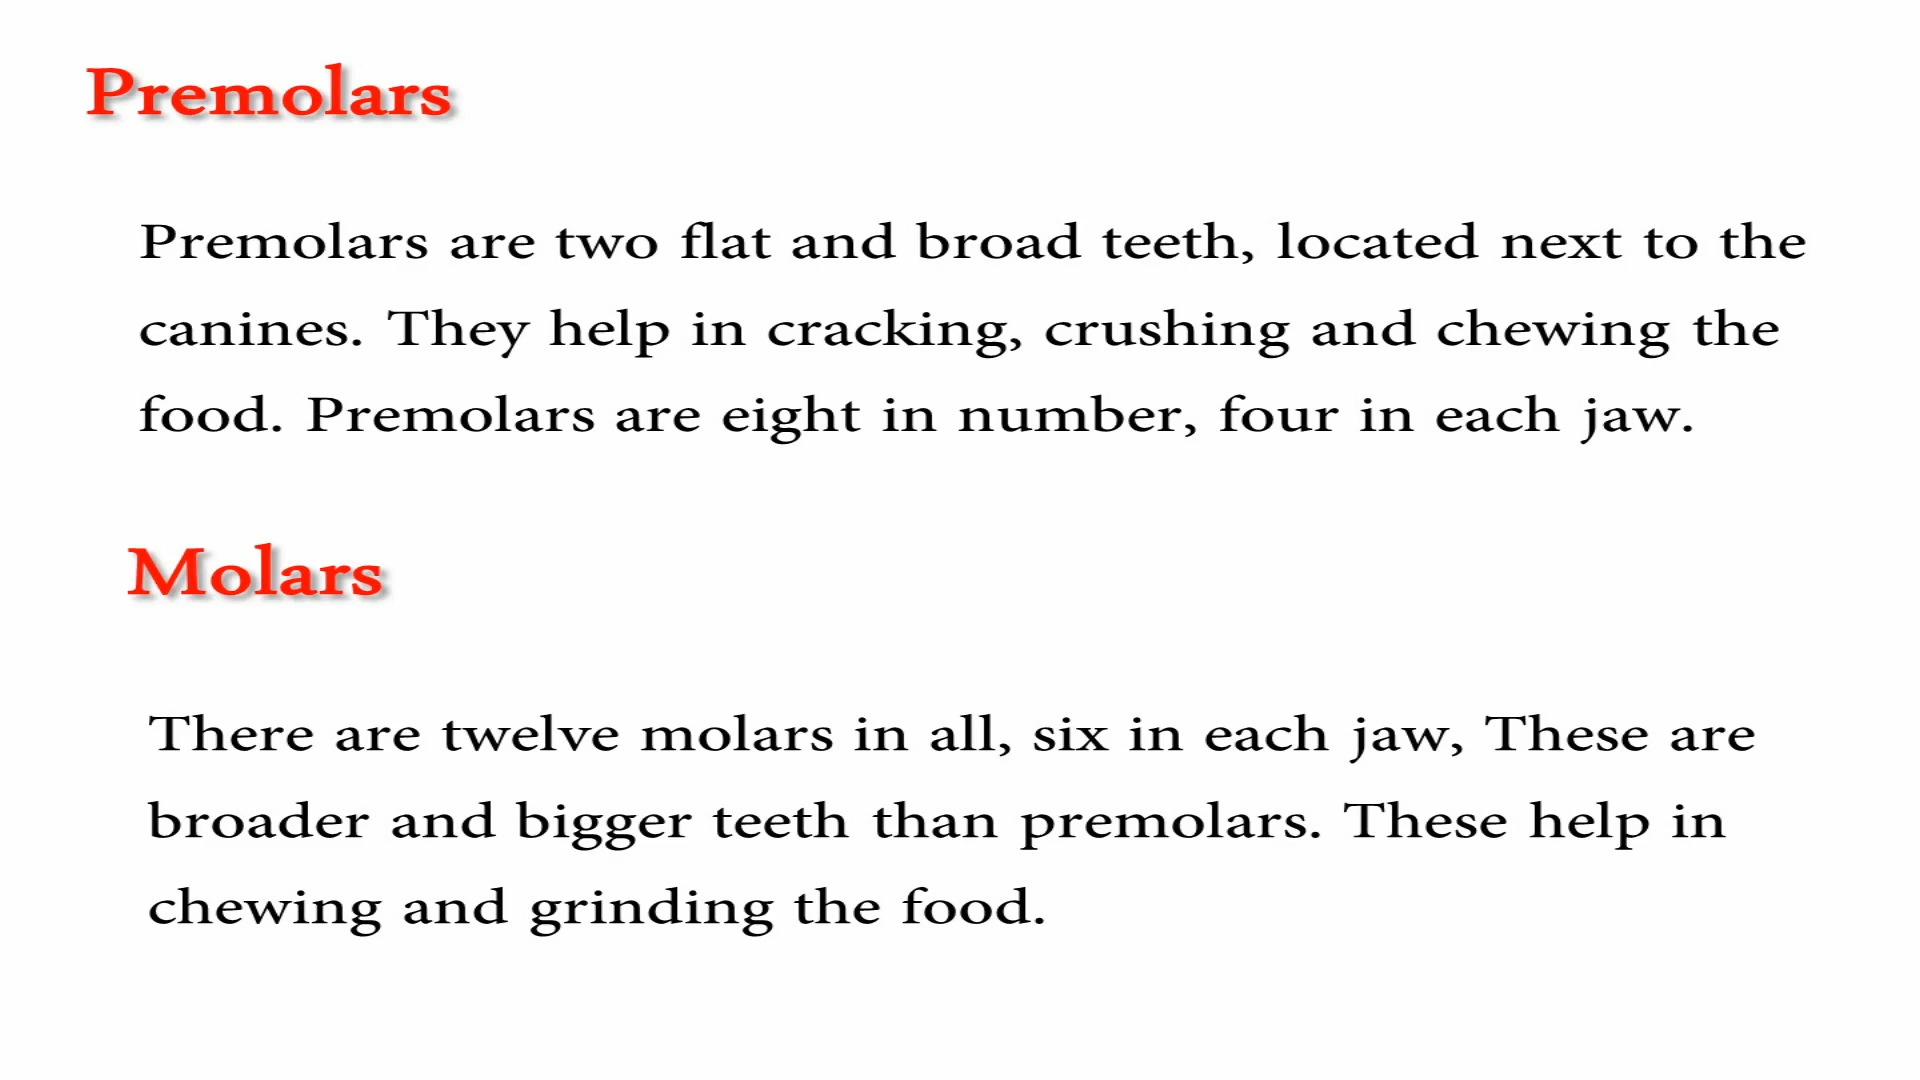 Premolars
Premolars are two flat and broad teeth, located next to the
canines. They help in cracking, crushing and chewing the
food. Premolars are eight in number, four in each jaw.
Molars
There are twelve molars in all, six in each jaw, These are
broader and bigger teeth than premolars. These help in
chewing and grinding the food.